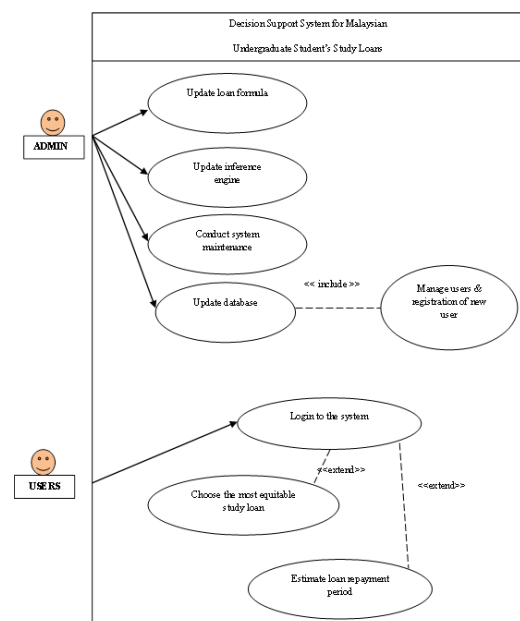 Decision Support System for Malaysian
Undergraduate Student's Study Loans
Update loan formula
ADMIN
Update inference
engine
Conduct system
maintenance
Update database
<< include >>
Manage users &
registration of new
user
Login to the system
USERS
<<extend>>
Choose the most equitable
study loan
<<extend>>
Estimate loan repayment
period